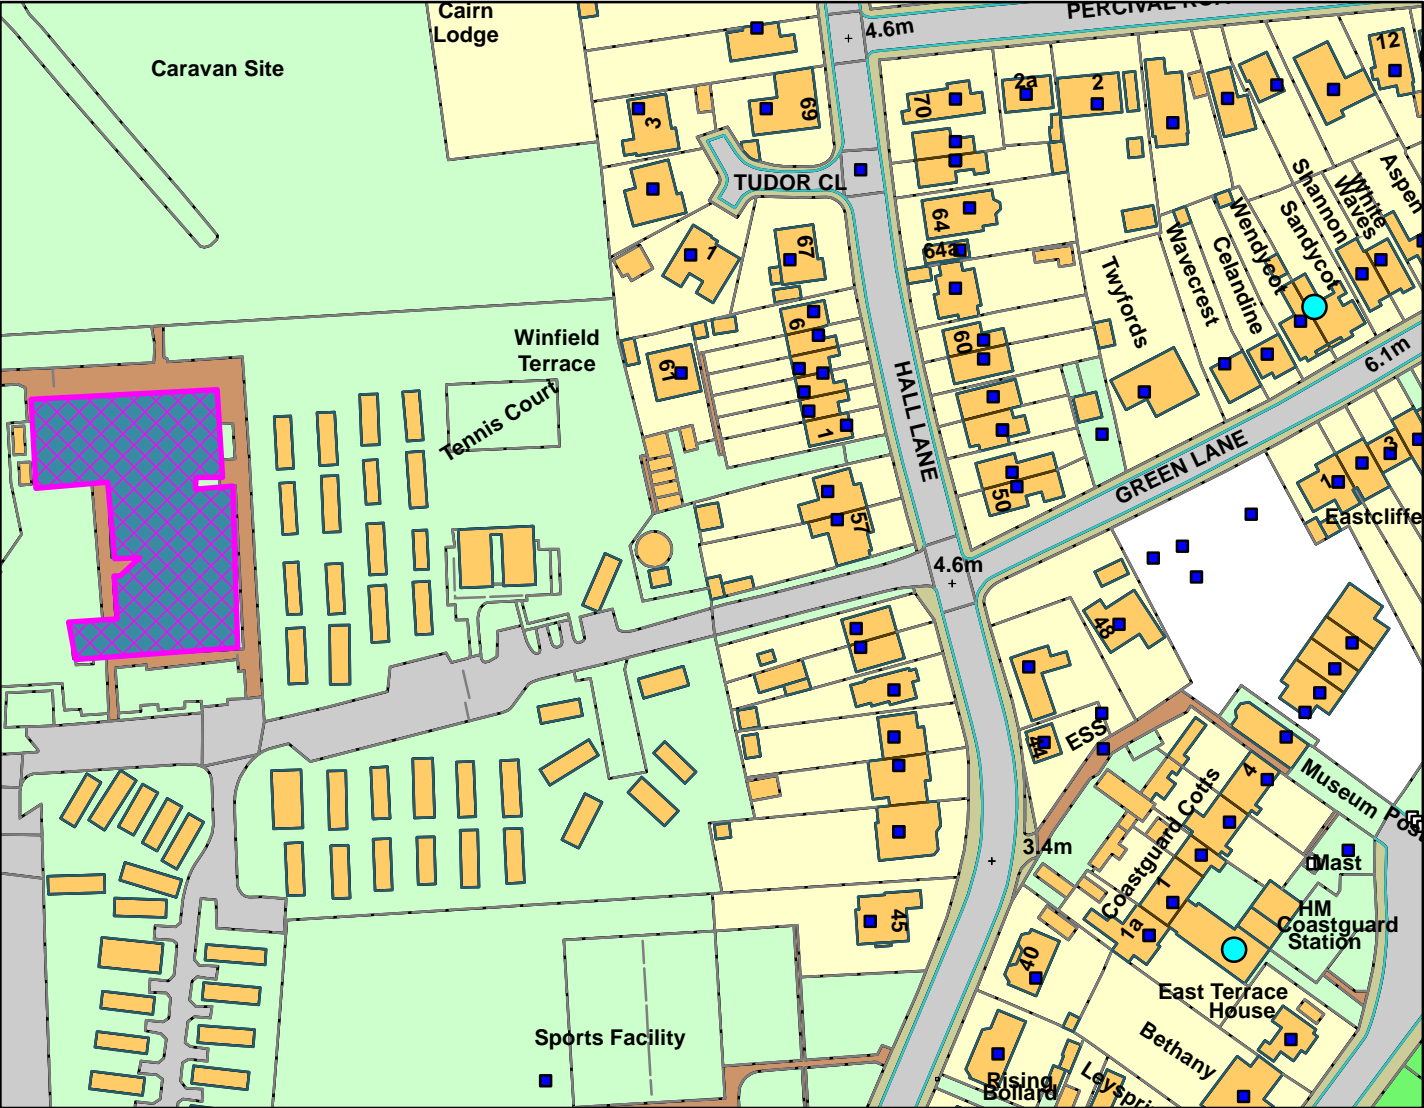 Cairn
Lodge
PERCIVAL
4.6m
Caravan Site
12
2a
2
70
69
3
TUDOR CL
Shannon
White
Waves
Aspen
Sandycot
Wendycot
Celandine
Wavecrest
Twyfords
64
64a
67
1
6
60
61
Winfield
Terrace
Tennis Court
HALL LANE
6.1m
GREEN LANE
1
3
50
57
1
Eastcliffe
4.6m
48
44
ESS
4
Museum
Coastguard Cotts
3.4m
Mast
1
1a
HM
Coastguard
Station
45
40
East Terrace
House
Sports Facility
Bethany
Rising
Bollard